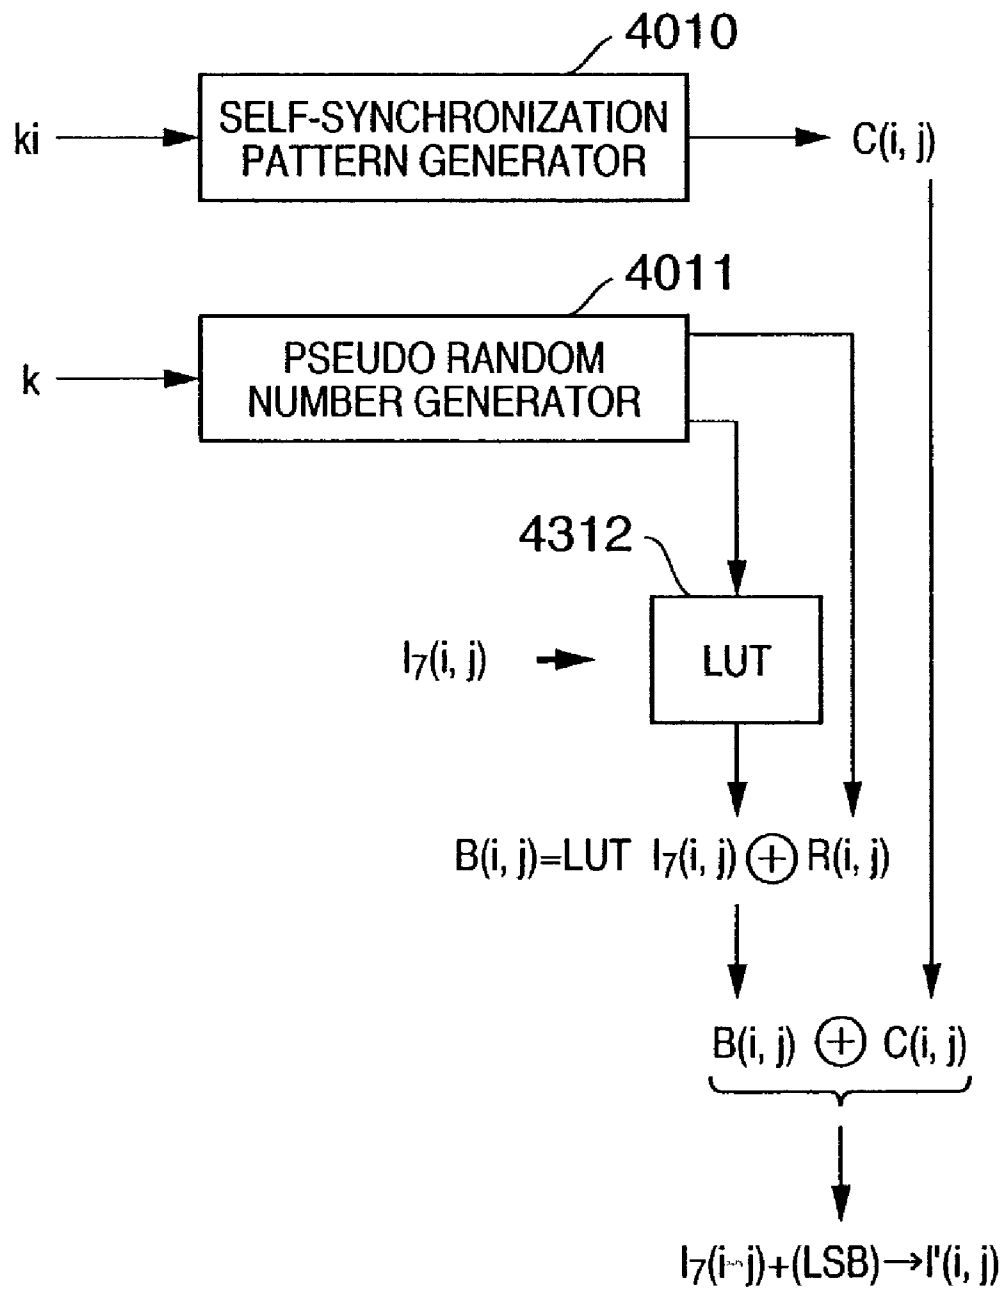 4010
SELF-SYNCHRONIZATION
PATTERN GENERATOR
ki
C(i, j)
4011
PSEUDO RANDOM
NUMBER GENERATOR
k
4312
LUT
I₇(i, j)
B(i, j)=LUT I₇(i, j) ⊕ R(i, j)
B(i, j) ⊕ C(i, j)
I₇(i, j)+(LSB)→I'(i, j)